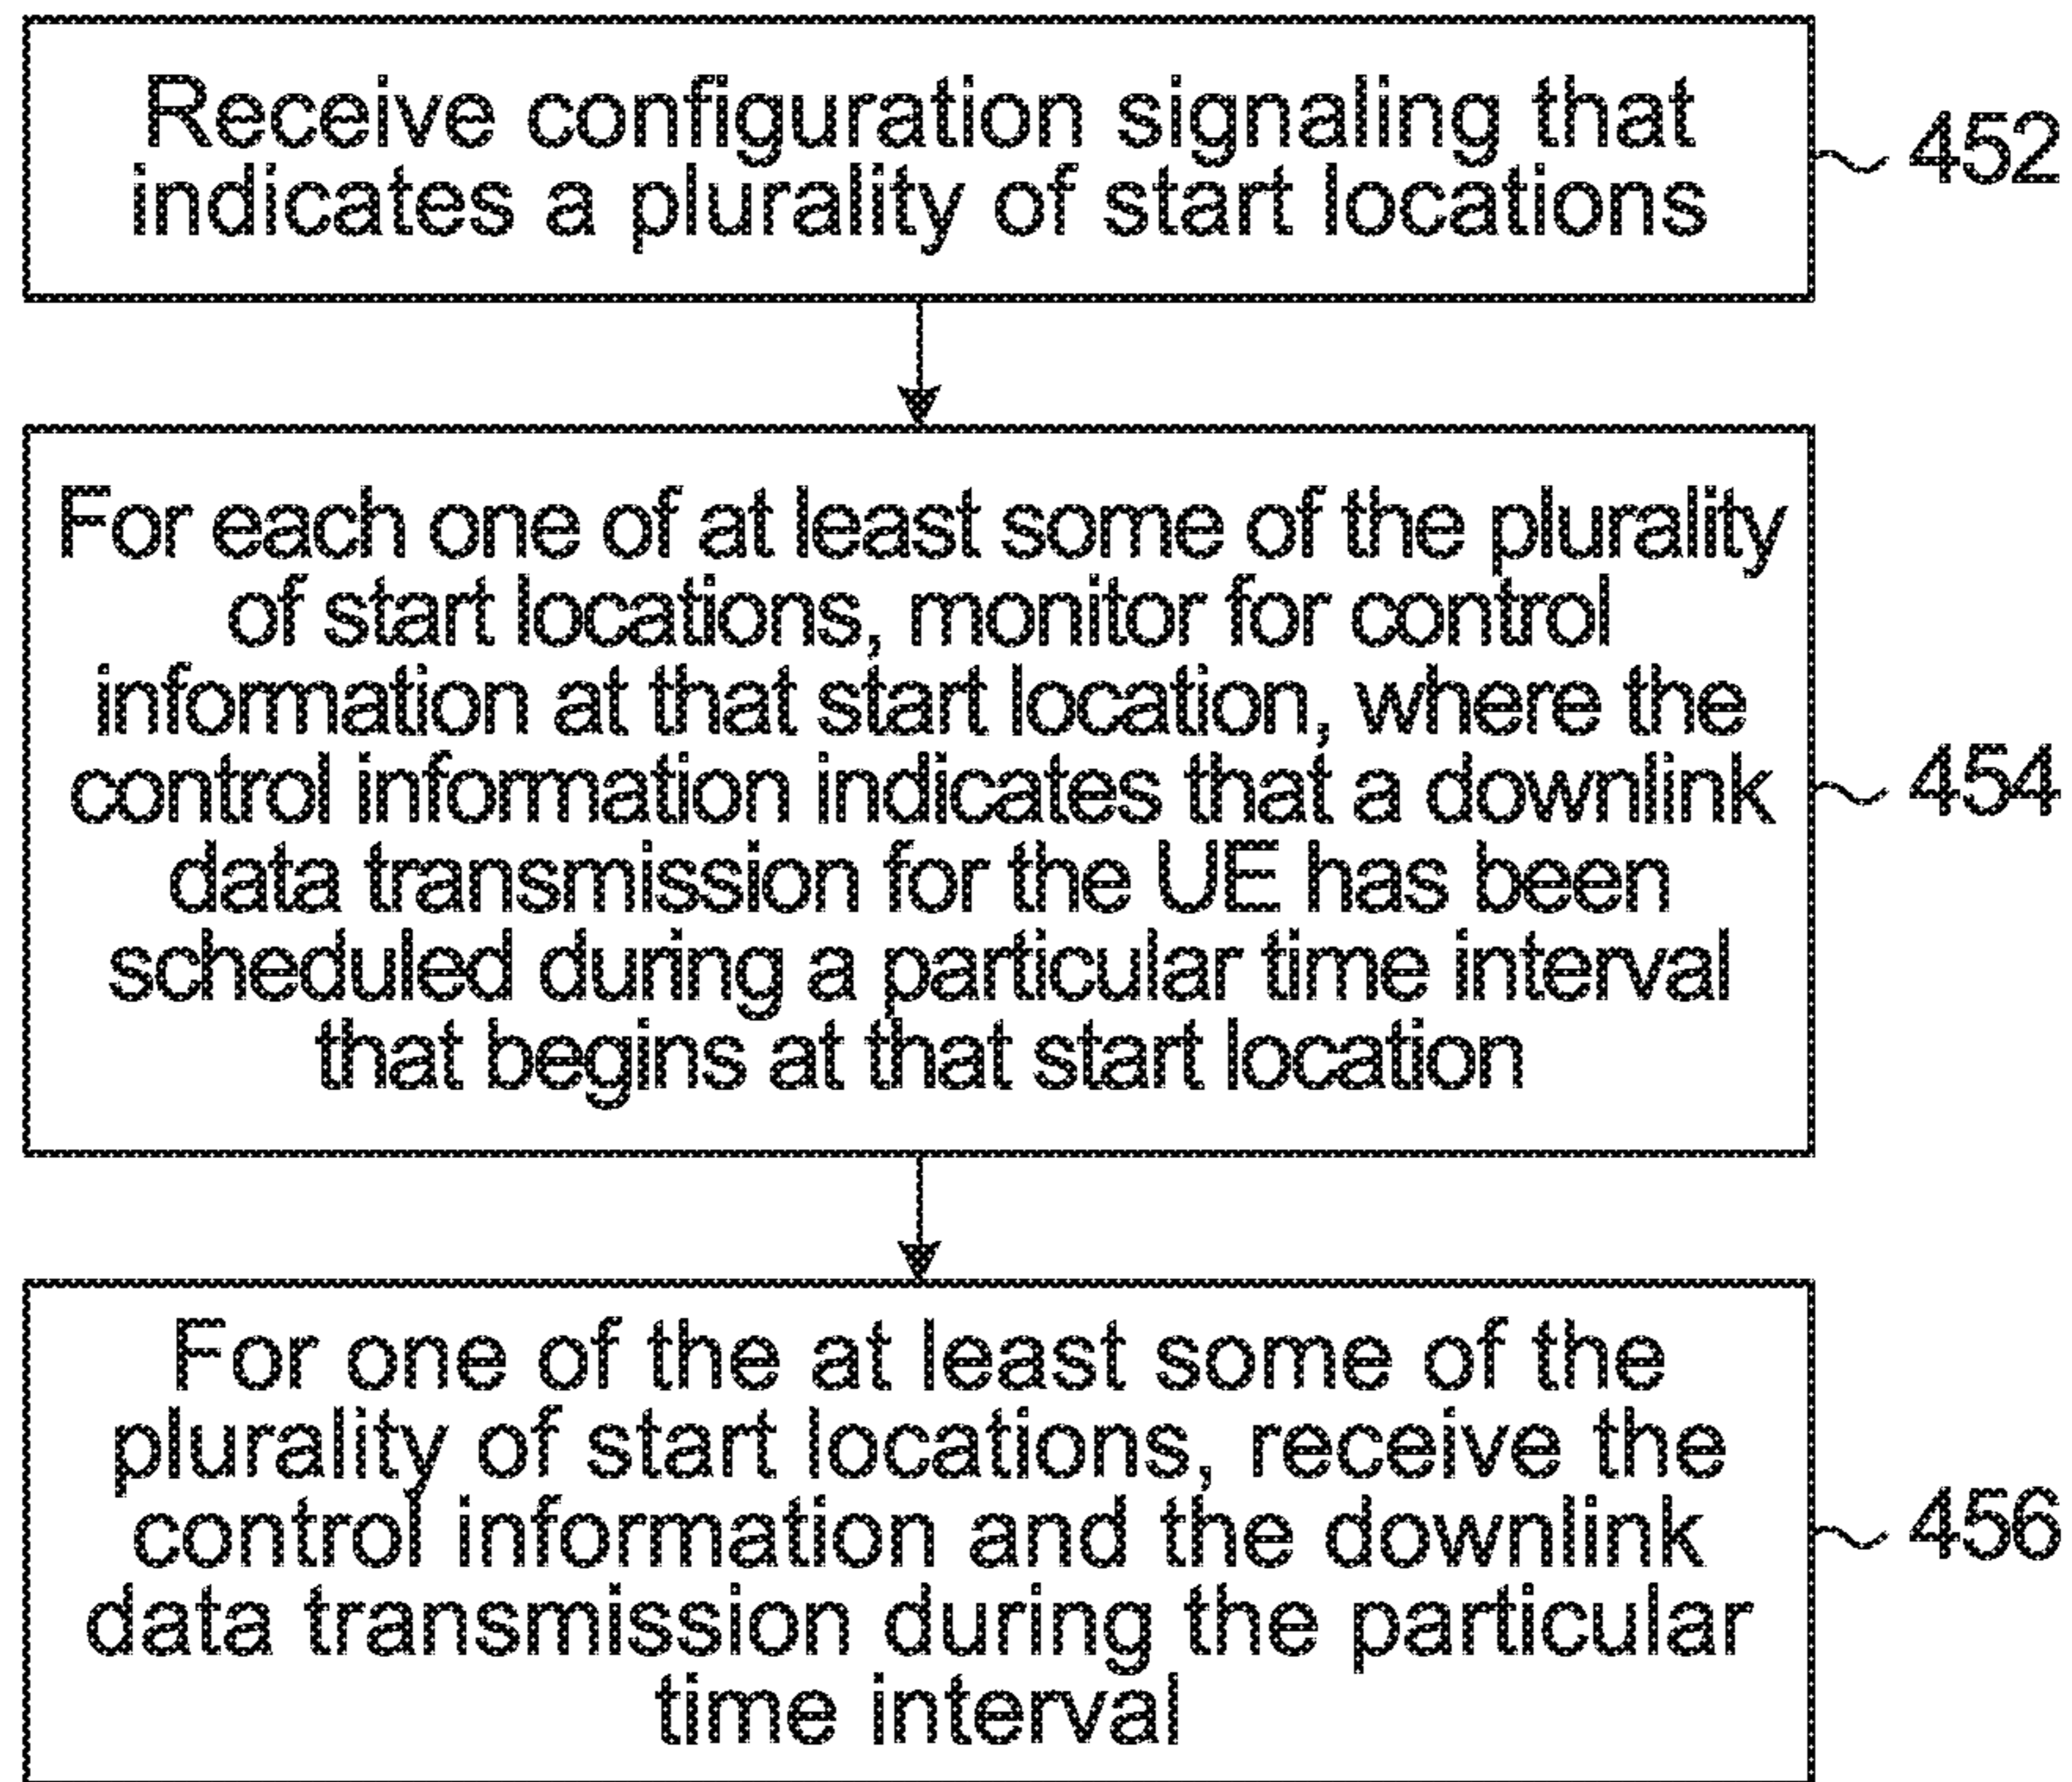 Receive configuration signaling that
indicates a plurality of start locations
452
For each one of at least some of the plurality
of start locations, monitor for control
information at that start location, where the
control information indicates that a downlink
data transmission for the UE has been
scheduled during a particular time interval
that begins at that start location
454
For one of the at least some of the
plurality of start locations, receive the
control information and the downlink
data transmission during the particular
time interval
456